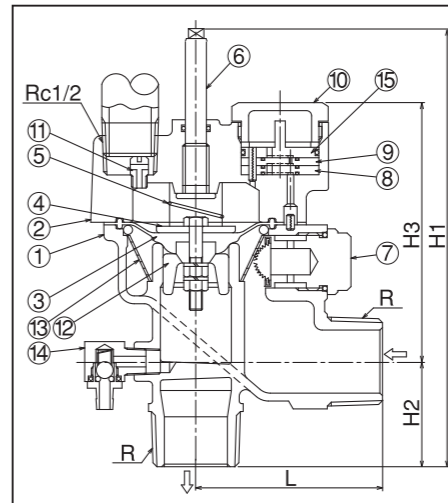 ⑥
⑩
⑮
Rc1/2
⑪
⑤
④
②
①
⑨
⑧
③
⑬
⑫
⑦
⑭
R
R
L
H3
H1
H2